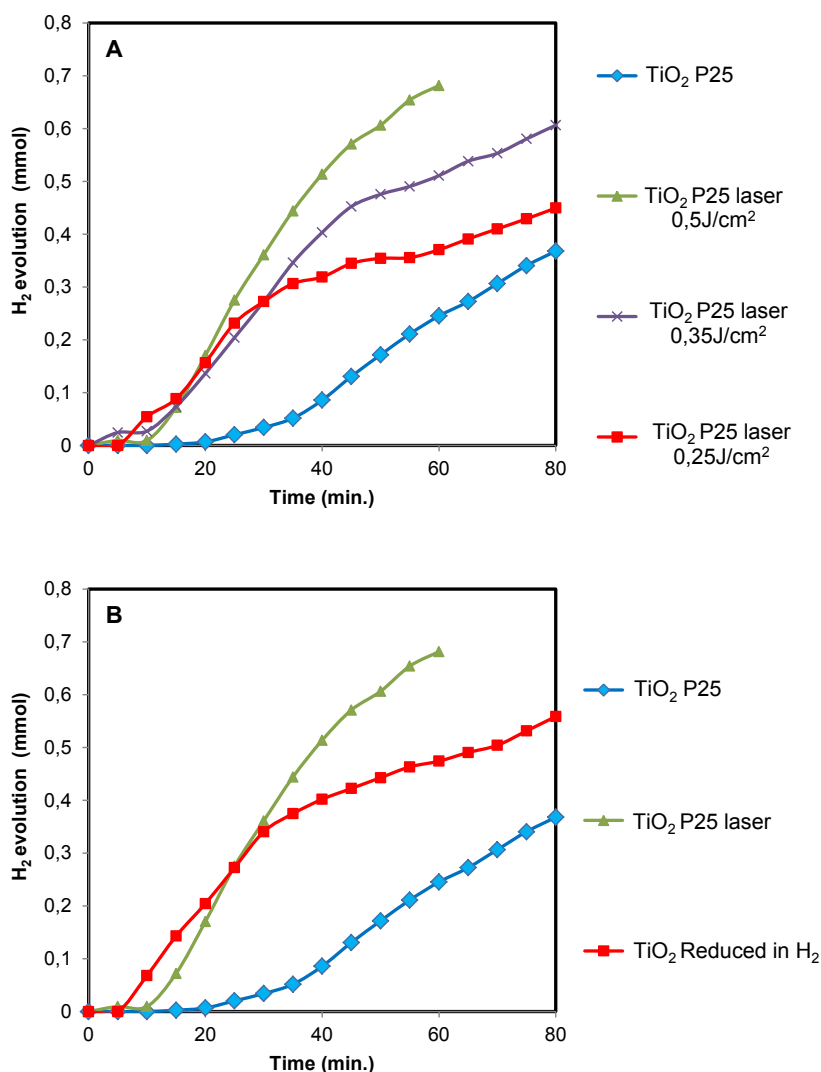 A
0,8
0,7
0,6
0,5
0,4
0,3
0,2
0,1
0
H₂ evolution (mmol)
0 20 40 60 80
Time (min.)
TiO₂ P25
TiO₂ P25 laser
0,5J/cm²
TiO₂ P25 laser
0,35J/cm²
TiO₂ P25 laser
0,25J/cm²
B
0,8
0,7
0,6
0,5
0,4
0,3
0,2
0,1
0
H₂ evolution (mmol)
0 20 40 60 80
Time (min.)
TiO₂ P25
TiO₂ P25 laser
TiO₂ Reduced in H₂